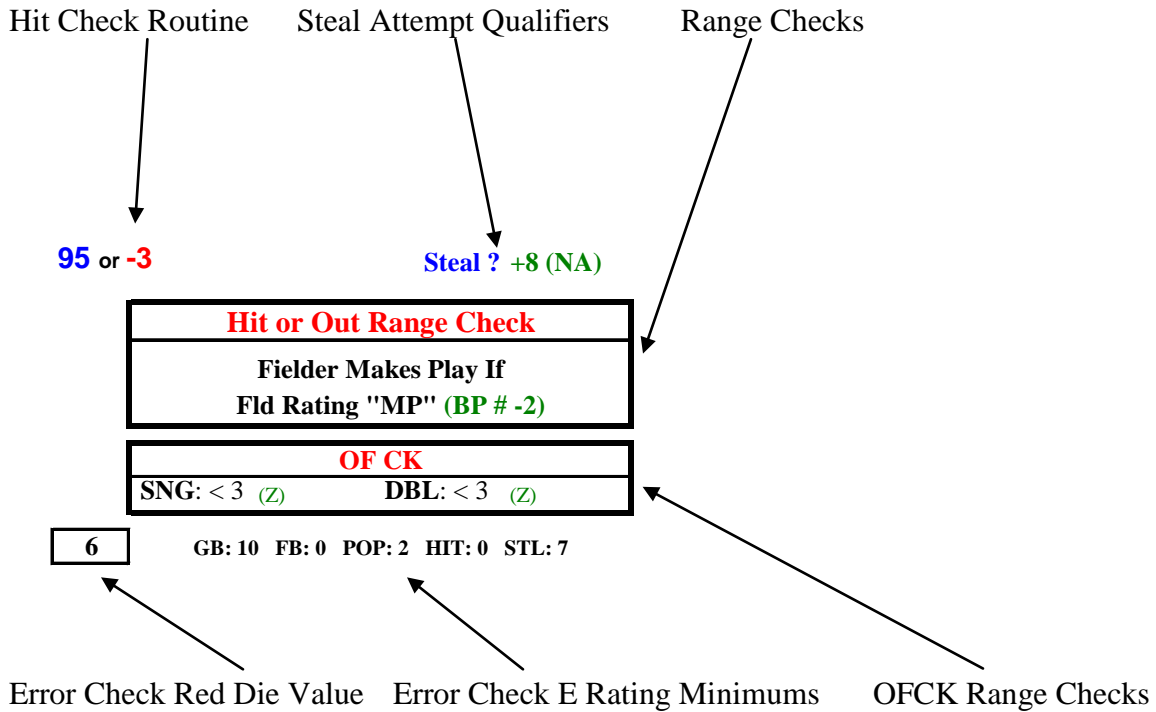 Hit Check Routine Steal Attempt Qualifiers Range Checks
95 or -3 Steal ? +8 (NA)
Hit or Out Range Check
Fielder Makes Play If
Fld Rating "MP" (BP # -2)
OF CK
SNG: < 3 (Z) DBL: < 3 (Z)
6 GB: 10 FB: 0 POP: 2 HIT: 0 STL: 7
Error Check Red Die Value Error Check E Rating Minimums OFCK Range Checks